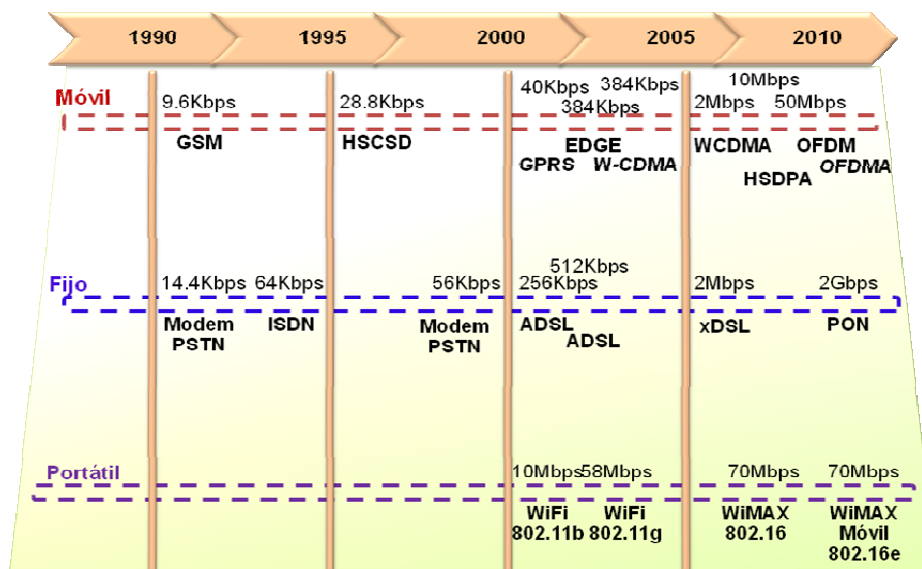 1990 1995 2000 2005 2010
Móvil
10Mbps
40Kbps 384Kbps
9.6Kbps 28.8Kbps 384Kbps 2Mbps 50Mbps
GSM HSCSD EDGE WCDMA OFDM
GPRS W-CDMA OFDMA
HSDPA
512Kbps
Fijo 14.4Kbps 64Kbps 56Kbps 256Kbps 2Mbps 2Gbps
Modem ISDN Modem ADSL xDSL PON
PSTN PSTN ADSL
Portátil 10Mbps 58Mbps 70Mbps 70Mbps
WiFi WiFi WiMAX WiMAX
802.11b 802.11g 802.16 Móvil
802.16e